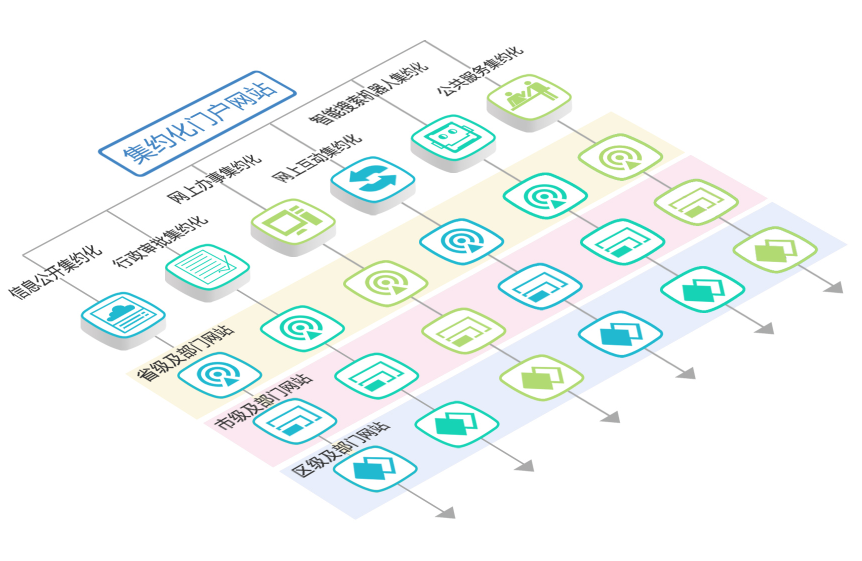 集约化门户网站
信息公开集约化
行政审批集约化
网上办事集约化
网上互动集约化
智能搜索机器人集约化
公共服务集约化
省级及部门网站
市级及部门网站
区级及部门网站